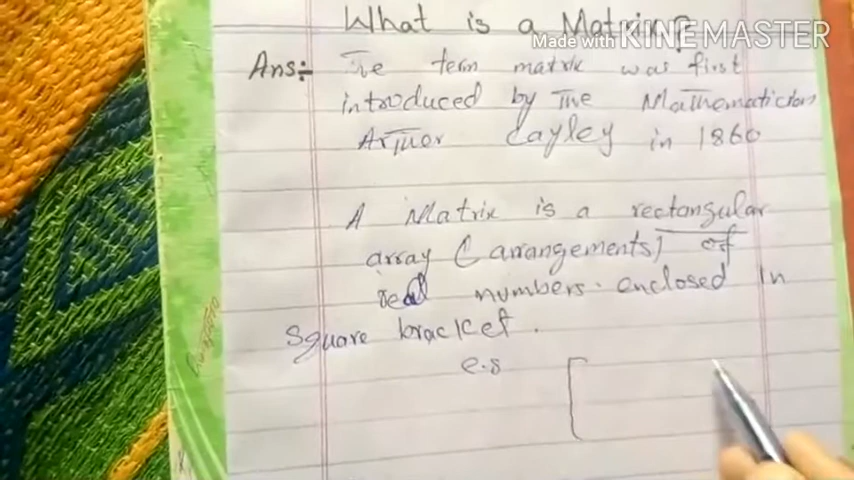 What is a Matrix?
Made with KINEMASTER
Ans:- The term matrix was first
introduced by The Mathematicians
Arthur Cayley in 1860
A Matrix is a rectangular
array (arrangements) of
real numbers. enclosed in
Square bracket.
e.g [